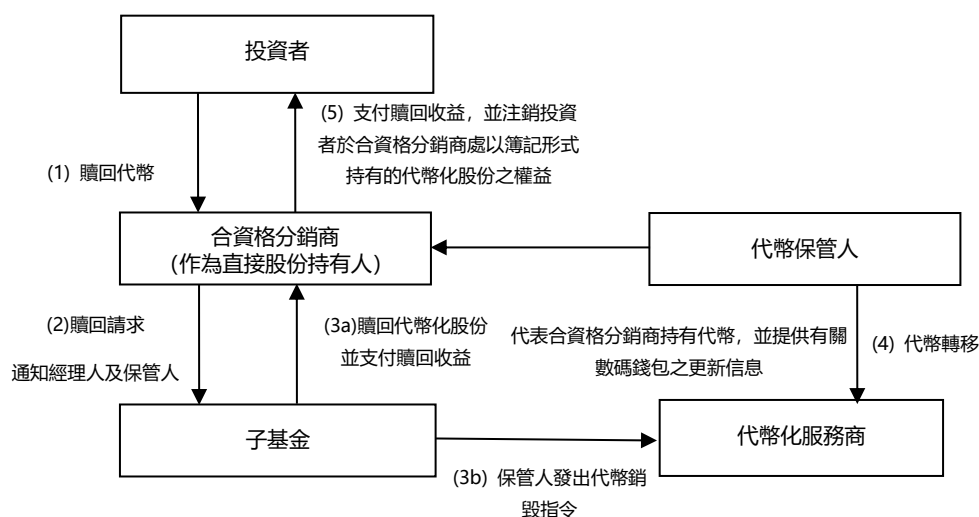 投資者
(5) 支付贖回收益，並注銷投資
者於合資格分銷商處以簿記形式
持有的代幣化股份之權益
(1) 贖回代幣
合資格分銷商
(作為直接股份持有人)
代幣保管人
(2)贖回請求
通知經理人及保管人
(3a)贖回代幣化股份
並支付贖回收益
代表合資格分銷商持有代幣，並提供有關
數碼錢包之更新信息
(4) 代幣轉移
子基金
代幣化服務商
(3b) 保管人發出代幣銷
毀指令